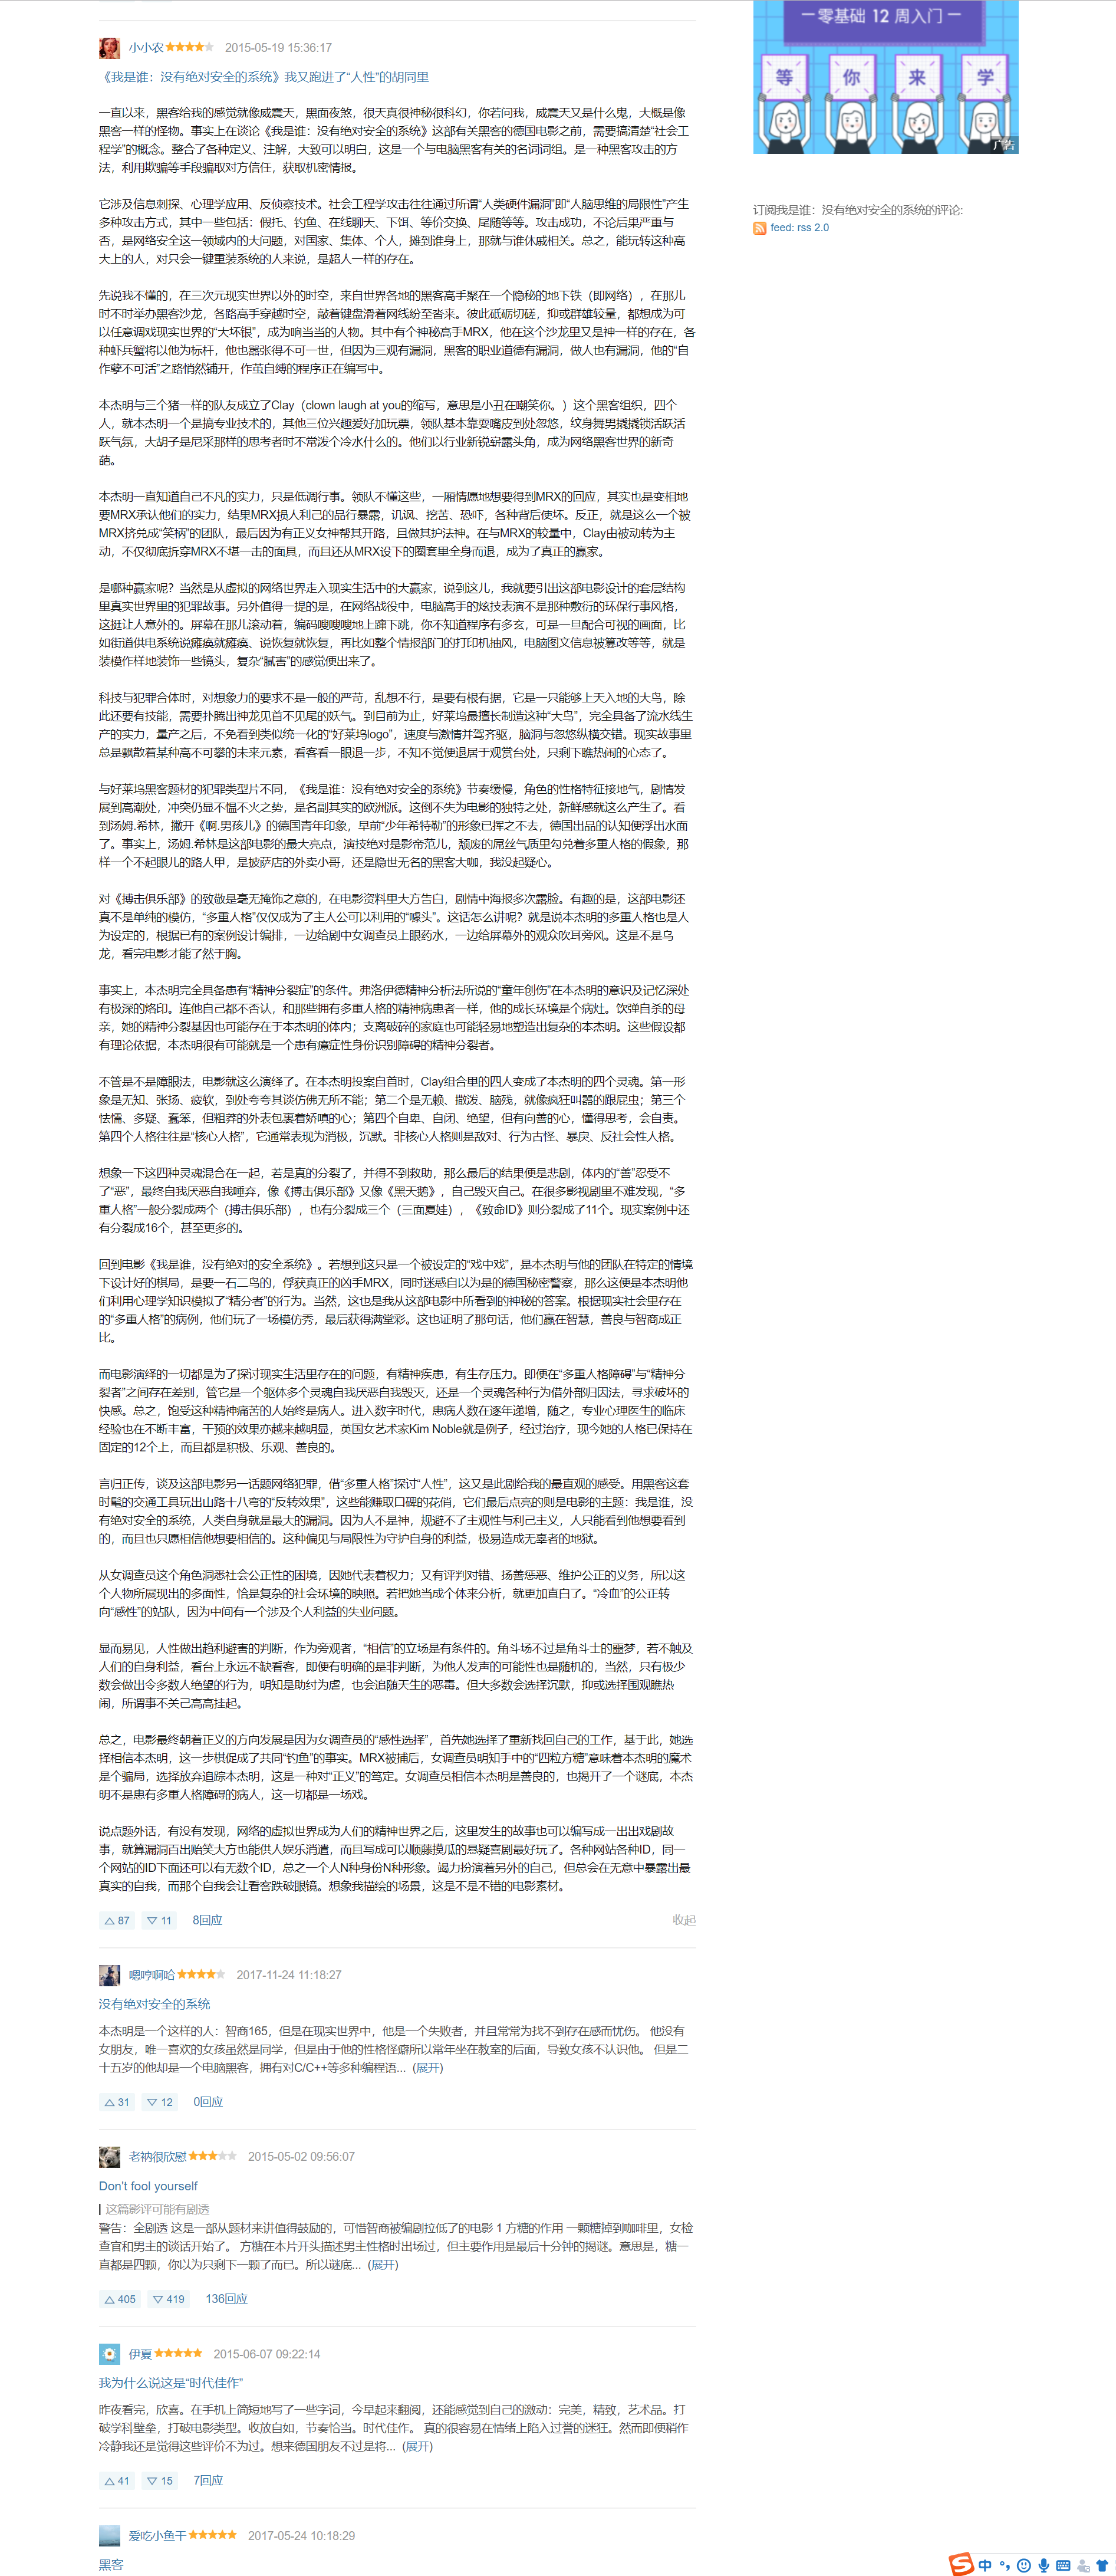 一零基础 12 周入门一
等
你
来
学
广告
小小农 2015-05-19 15:36:17
《我是谁：没有绝对安全的系统》我又跑进了“人性”的胡同里
一直以来，黑客给我的感觉就像威震天，黑面夜煞，很天真很神秘很科幻，你若问我，威震天又是什么鬼，大概是像
黑客一样的怪物。事实上在谈论《我是谁：没有绝对安全的系统》这部有关黑客的德国电影之前，需要搞清楚“社会工
程学”的概念。整合了各种定义、注解，大致可以明白，这是一个与电脑黑客有关的名词词组。是一种黑客攻击的方
法，利用欺骗等手段骗取对方信任，获取机密情报。
订阅我是谁：没有绝对安全的系统的评论:
feed: rss 2.0
它涉及信息刺探、心理学应用、反侦察技术。社会工程学攻击往往通过所谓“人类硬件漏洞”即“人脑思维的局限性”产生
多种攻击方式，其中一些包括：假托、钓鱼、在线聊天、下饵、等价交换、尾随等等。攻击成功，不论后果严重与
否，是网络安全这一领域内的大问题，对国家、集体、个人，摊到谁身上，那就与谁休戚相关。总之，能玩转这种高
大上的人，对只会一键重装系统的人来说，是超人一样的存在。
先说我不懂的，在三次元现实世界以外的时空，来自世界各地的黑客高手聚在一个隐秘的地下铁（即网络），在那儿
时不时举办黑客沙龙，各路高手穿越时空，敲着键盘滑着网线纷至沓来。彼此砥砺切磋，抑或群雄较量，都想成为可
以任意调戏现实世界的“大坏银”，成为响当当的人物。其中有个神秘高手MRX，他在这个沙龙里又是神一样的存在，各
种虾兵蟹将以他为标杆，他也嚣张得不可一世，但因为三观有漏洞，黑客的职业道德有漏洞，做人也有漏洞，他的“自
作孽不可活”之路悄然铺开，作茧自缚的程序正在编写中。
本杰明与三个猪一样的队友成立了Clay（clown laugh at you的缩写，意思是小丑在嘲笑你。）这个黑客组织，四个
人，就本杰明一个是搞专业技术的，其他三位兴趣爱好加玩票，领队基本靠耍嘴皮到处忽悠，纹身舞男撬撬锁活跃活
跃气氛，大胡子是尼采那样的思考者时不常泼个冷水什么的。他们以行业新锐崭露头角，成为网络黑客世界的新奇
葩。
本杰明一直知道自己不凡的实力，只是低调行事。领队不懂这些，一厢情愿地想要得到MRX的回应，其实也是变相地
要MRX承认他们的实力，结果MRX损人利己的品行暴露，讥讽、挖苦、恐吓，各种背后使坏。反正，就是这么一个被
MRX挤兑成“笑柄”的团队，最后因为有正义女神帮其开路，且做其护法神。在与MRX的较量中，Clay由被动转为主
动，不仅彻底拆穿MRX不堪一击的面具，而且还从MRX设下的圈套里全身而退，成为了真正的赢家。
是哪种赢家呢？当然是从虚拟的网络世界走入现实生活中的大赢家，说到这儿，我就要引出这部电影设计的套层结构
里真实世界里的犯罪故事。另外值得一提的是，在网络战役中，电脑高手的炫技表演不是那种敷衍的环保行事风格，
这挺让人意外的。屏幕在那儿滚动着，编码嗖嗖嗖地上蹿下跳，你不知道程序有多玄，可是一旦配合可视的画面，比
如街道供电系统说瘫痪就瘫痪、说恢复就恢复，再比如整个情报部门的打印机抽风，电脑图文信息被篡改等等，就是
装模作样地装饰一些镜头，复杂“腻害”的感觉便出来了。
科技与犯罪合体时，对想象力的要求不是一般的严苛，乱想不行，是要有根有据，它是一只能够上天入地的大鸟，除
此还要有技能，需要扑腾出神龙见首不见尾的妖气。到目前为止，好莱坞最擅长制造这种“大鸟”，完全具备了流水线生
产的实力，量产之后，不免看到类似统一化的“好莱坞logo”，速度与激情并驾齐驱，脑洞与忽悠纵横交错。现实故事里
总是飘散着某种高不可攀的未来元素，看客看一眼退一步，不知不觉便退居于观赏台处，只剩下瞧热闹的心态了。
与好莱坞黑客题材的犯罪类型片不同，《我是谁：没有绝对安全的系统》节奏缓慢，角色的性格特征接地气，剧情发
展到高潮处，冲突仍显不愠不火之势，是名副其实的欧洲派。这倒不失为电影的独特之处，新鲜感就这么产生了。看
到汤姆.希林，撇开《啊.男孩儿》的德国青年印象，早前“少年希特勒”的形象已挥之不去，德国出品的认知便浮出水面
了。事实上，汤姆.希林是这部电影的最大亮点，演技绝对是影帝范儿，颓废的屌丝气质里勾兑着多重人格的假象，那
样一个不起眼儿的路人甲，是披萨店的外卖小哥，还是隐世无名的黑客大咖，我没起疑心。
对《搏击俱乐部》的致敬是毫无掩饰之意的，在电影资料里大方告白，剧情中海报多次露脸。有趣的是，这部电影还
真不是单纯的模仿，“多重人格”仅仅成为了主人公可以利用的“噱头”。这话怎么讲呢？就是说本杰明的多重人格也是人
为设定的，根据已有的案例设计编排，一边给剧中女调查员上眼药水，一边给屏幕外的观众吹耳旁风。这是不是乌
龙，看完电影才能了然于胸。
事实上，本杰明完全具备患有“精神分裂症”的条件。弗洛伊德精神分析法所说的“童年创伤”在本杰明的意识及记忆深处
有极深的烙印。连他自己都不否认，和那些拥有多重人格的精神病患者一样，他的成长环境是个病灶。饮弹自杀的母
亲，她的精神分裂基因也可能存在于本杰明的体内；支离破碎的家庭也可能轻易地塑造出复杂的本杰明。这些假设都
有理论依据，本杰明很有可能就是一个患有癔症性身份识别障碍的精神分裂者。
不管是不是障眼法，电影就这么演绎了。在本杰明投案自首时，Clay组合里的四人变成了本杰明的四个灵魂。第一形
象是无知、张扬、疲软，到处夸夸其谈仿佛无所不能；第二个是无赖、撒泼、脑残，就像疯狂叫嚣的跟屁虫；第三个
怯懦、多疑、蠢笨，但粗莽的外表包裹着娇嗔的心；第四个自卑、自闭、绝望，但有向善的心，懂得思考，会自责。
第四个人格往往是“核心人格”，它通常表现为消极，沉默。非核心人格则是敌对、行为古怪、暴戾、反社会性人格。
想象一下这四种灵魂混合在一起，若是真的分裂了，并得不到救助，那么最后的结果便是悲剧，体内的“善”忍受不
了“恶”，最终自我厌恶自我唾弃，像《搏击俱乐部》又像《黑天鹅》，自己毁灭自己。在很多影视剧里不难发现，“多
重人格”一般分裂成两个（搏击俱乐部），也有分裂成三个（三面夏娃），《致命ID》则分裂成了11个。现实案例中还
有分裂成16个，甚至更多的。
回到电影《我是谁，没有绝对的安全系统》。若想到这只是一个被设定的“戏中戏”，是本杰明与他的团队在特定的情境
下设计好的棋局，是要一石二鸟的，俘获真正的凶手MRX，同时迷惑自以为是的德国秘密警察，那么这便是本杰明他
们利用心理学知识模拟了“精分者”的行为。当然，这也是我从这部电影中所看到的神秘的答案。根据现实社会里存在
的“多重人格”的病例，他们玩了一场模仿秀，最后获得满堂彩。这也证明了那句话，他们赢在智慧，善良与智商成正
比。
而电影演绎的一切都是为了探讨现实生活里存在的问题，有精神疾患，有生存压力。即便在“多重人格障碍”与“精神分
裂者”之间存在差别，管它是一个躯体多个灵魂自我厌恶自我毁灭，还是一个灵魂各种行为借外部归因法，寻求破坏的
快感。总之，饱受这种精神痛苦的人始终是病人。进入数字时代，患病人数在逐年递增，随之，专业心理医生的临床
经验也在不断丰富，干预的效果亦越来越明显，英国女艺术家Kim Noble就是例子，经过治疗，现今她的人格已保持在
固定的12个上，而且都是积极、乐观、善良的。
言归正传，谈及这部电影另一话题网络犯罪，借“多重人格”探讨“人性”，这又是此剧给我的最直观的感受。用黑客这套
时髦的交通工具玩出山路十八弯的“反转效果”，这些能赚取口碑的花俏，它们最后点亮的则是电影的主题：我是谁，没
有绝对安全的系统，人类自身就是最大的漏洞。因为人不是神，规避不了主观性与利己主义，人只能看到他想要看到
的，而且也只愿相信他想要相信的。这种偏见与局限性为守护自身的利益，极易造成无辜者的地狱。
从女调查员这个角色洞悉社会公正性的困境，因她代表着权力；又有评判对错、扬善惩恶、维护公正的义务，所以这
个人物所展现出的多面性，恰是复杂的社会环境的映照。若把她当成个体来分析，就更加直白了。“冷血”的公正转
向“感性”的站队，因为中间有一个涉及个人利益的失业问题。
显而易见，人性做出趋利避害的判断，作为旁观者，“相信”的立场是有条件的。角斗场不过是角斗士的噩梦，若不触及
人们的自身利益，看台上永远不缺看客，即便有明确的是非判断，为他人发声的可能性也是随机的，当然，只有极少
数会做出令多数人绝望的行为，明知是助纣为虐，也会追随天生的恶毒。但大多数会选择沉默，抑或选择围观瞧热
闹，所谓事不关己高高挂起。
总之，电影最终朝着正义的方向发展是因为女调查员的“感性选择”，首先她选择了重新找回自己的工作，基于此，她选
择相信本杰明，这一步棋促成了共同“钓鱼”的事实。MRX被捕后，女调查员明知手中的“四粒方糖”意味着本杰明的魔术
是个骗局，选择放弃追踪本杰明，这是一种对“正义”的笃定。女调查员相信本杰明是善良的，也揭开了一个谜底，本杰
明不是患有多重人格障碍的病人，这一切都是一场戏。
说点题外话，有没有发现，网络的虚拟世界成为人们的精神世界之后，这里发生的故事也可以编写成一出出戏剧故
事，就算漏洞百出贻笑大方也能供人娱乐消遣，而且写成可以顺藤摸瓜的悬疑喜剧最好玩了。各种网站各种ID，同一
个网站的ID下面还可以有无数个ID，总之一个人N种身份N种形象。竭力扮演着另外的自己，但总会在无意中暴露出最
真实的自我，而那个自我会让看客跌破眼镜。想象我描绘的场景，这是不是不错的电影素材。
87 11 8回应 收起
嗯哼啊哈 2017-11-24 11:18:27
没有绝对安全的系统
本杰明是一个这样的人：智商165，但是在现实世界中，他是一个失败者，并且常常为找不到存在感而忧伤。 他没有
女朋友，唯一喜欢的女孩虽然是同学，但是由于他的性格怪癖所以常年坐在教室的后面，导致女孩不认识他。 但是二
十五岁的他却是一个电脑黑客，拥有对C/C++等多种编程语... (展开)
31 12 0回应
老衲很欣慰 2015-05-02 09:56:07
Don't fool yourself
这篇影评可能有剧透
警告：全剧透 这是一部从题材来讲值得鼓励的，可惜智商被编剧拉低了的电影 1 方糖的作用 一颗糖掉到咖啡里，女检
查官和男主的谈话开始了。 方糖在本片开头描述男主性格时出场过，但主要作用是最后十分钟的揭谜。意思是，糖一
直都是四颗，你以为只剩下一颗了而已。所以谜底... (展开)
405 419 136回应
伊夏 2015-06-07 09:22:14
我为什么说这是“时代佳作”
昨夜看完，欣喜。在手机上简短地写了一些字词，今早起来翻阅，还能感觉到自己的激动：完美，精致，艺术品。打
破学科壁垒，打破电影类型。收放自如，节奏恰当。时代佳作。 真的很容易在情绪上陷入过誉的迷狂。然而即便稍作
冷静我还是觉得这些评价不为过。想来德国朋友不过是将... (展开)
41 15 7回应
爱吃小鱼干 2017-05-24 10:18:29
黑客
中